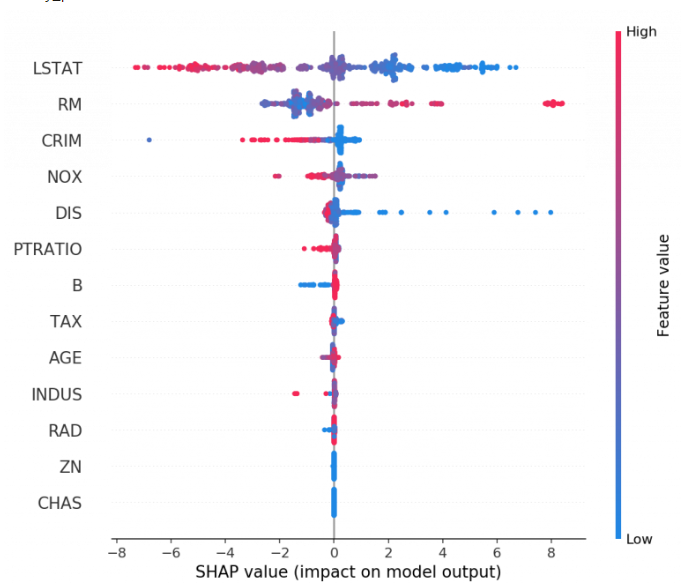 High
LSTAT
RM
CRIM
NOX
DIS
PTRATIO
B
TAX
AGE
INDUS
RAD
ZN
CHAS
Feature value
Low
−8 −6 −4 −2 0 2 4 6 8
SHAP value (impact on model output)